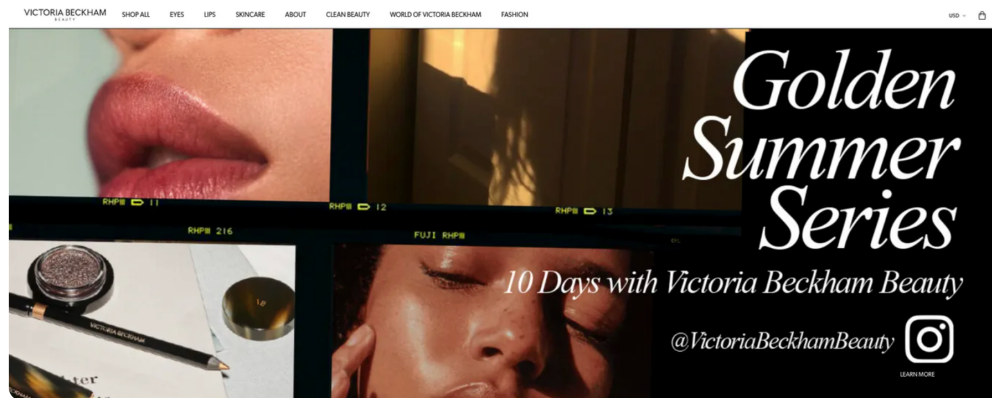 VICTORIA BECKHAM
BEAUTY
SHOP ALL
EYES
LIPS
SKINCARE
ABOUT
CLEAN BEAUTY
WORLD OF VICTORIA BECKHAM
FASHION
USD
Golden
Summer
Series
10 Days with Victoria Beckham Beauty
@VictoriaBeckhamBeauty
LEARN MORE
RHPIII 11
RHPIII 12
RHPIII 13
RHPIII 216
FUJI RHPIII
VICTORIA BECKHAM